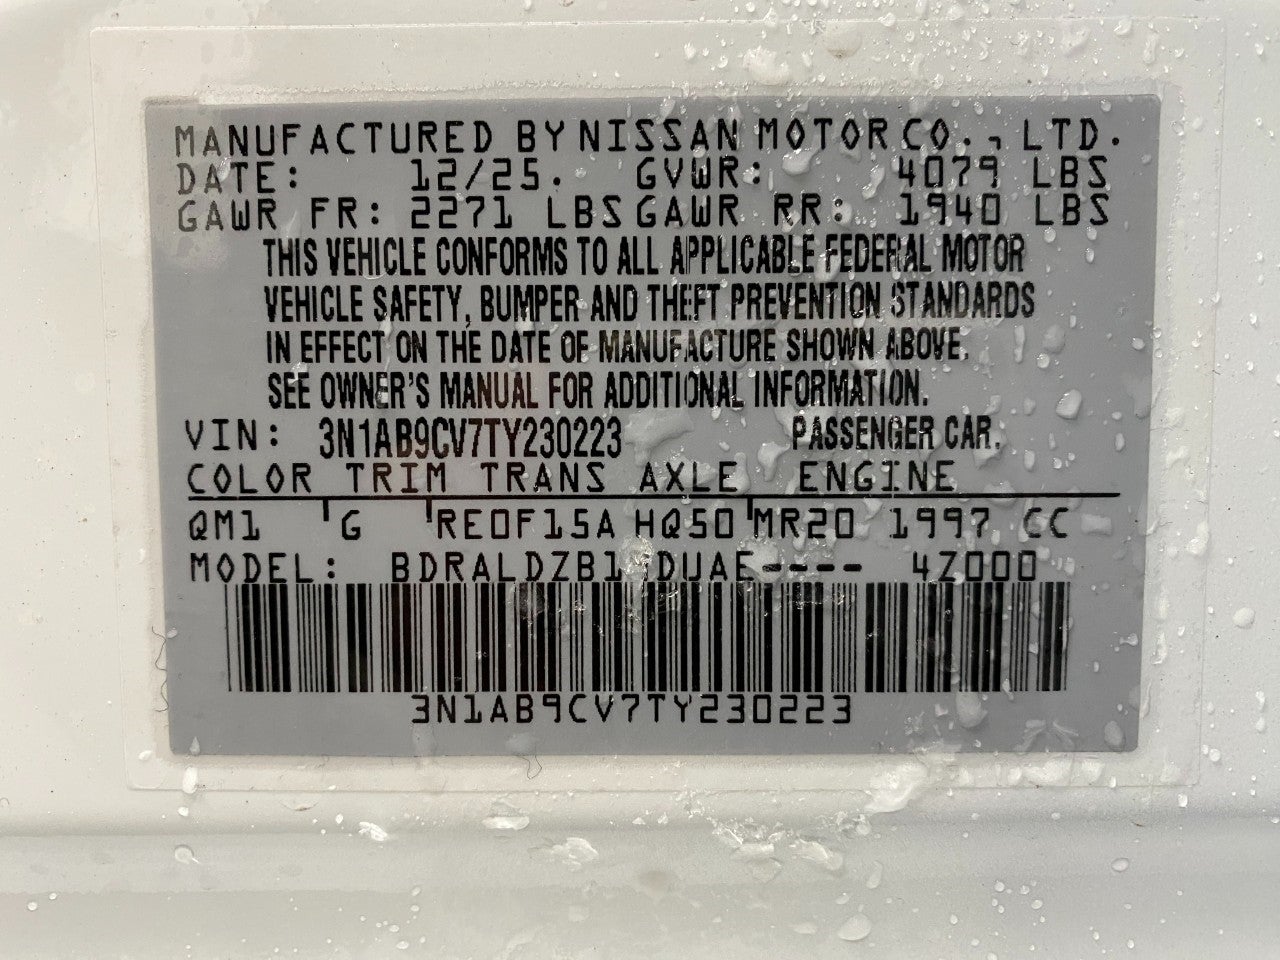 MANUFACTURED BY NISSAN MOTOR CO., LTD.
DATE: 12/25. GVWR: 4079 LBS
GAWR FR: 2271 LBS GAWR RR: 1940 LBS
THIS VEHICLE CONFORMS TO ALL APPLICABLE FEDERAL MOTOR
VEHICLE SAFETY, BUMPER AND THEFT PREVENTION STANDARDS
IN EFFECT ON THE DATE OF MANUFACTURE SHOWN ABOVE.
SEE OWNER'S MANUAL FOR ADDITIONAL INFORMATION.
VIN: 3N1AB9CV7TY230223 PASSENGER CAR.
COLOR TRIM TRANS AXLE ENGINE
QM1 G RE0F15A HQ50 MR20 1997 CC
MODEL: 4Z000
3N1AB9CV7TY230223